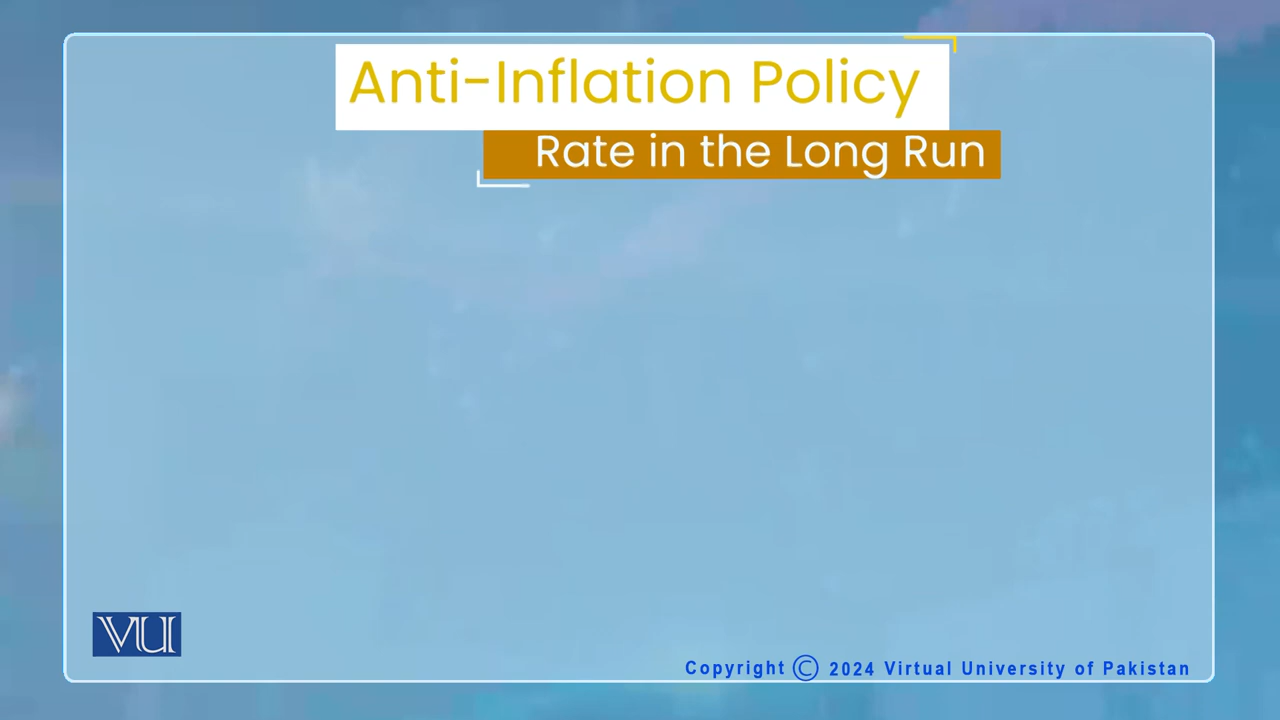 Anti-Inflation Policy
Rate in the Long Run
VU
Copyright © 2024 Virtual University of Pakistan